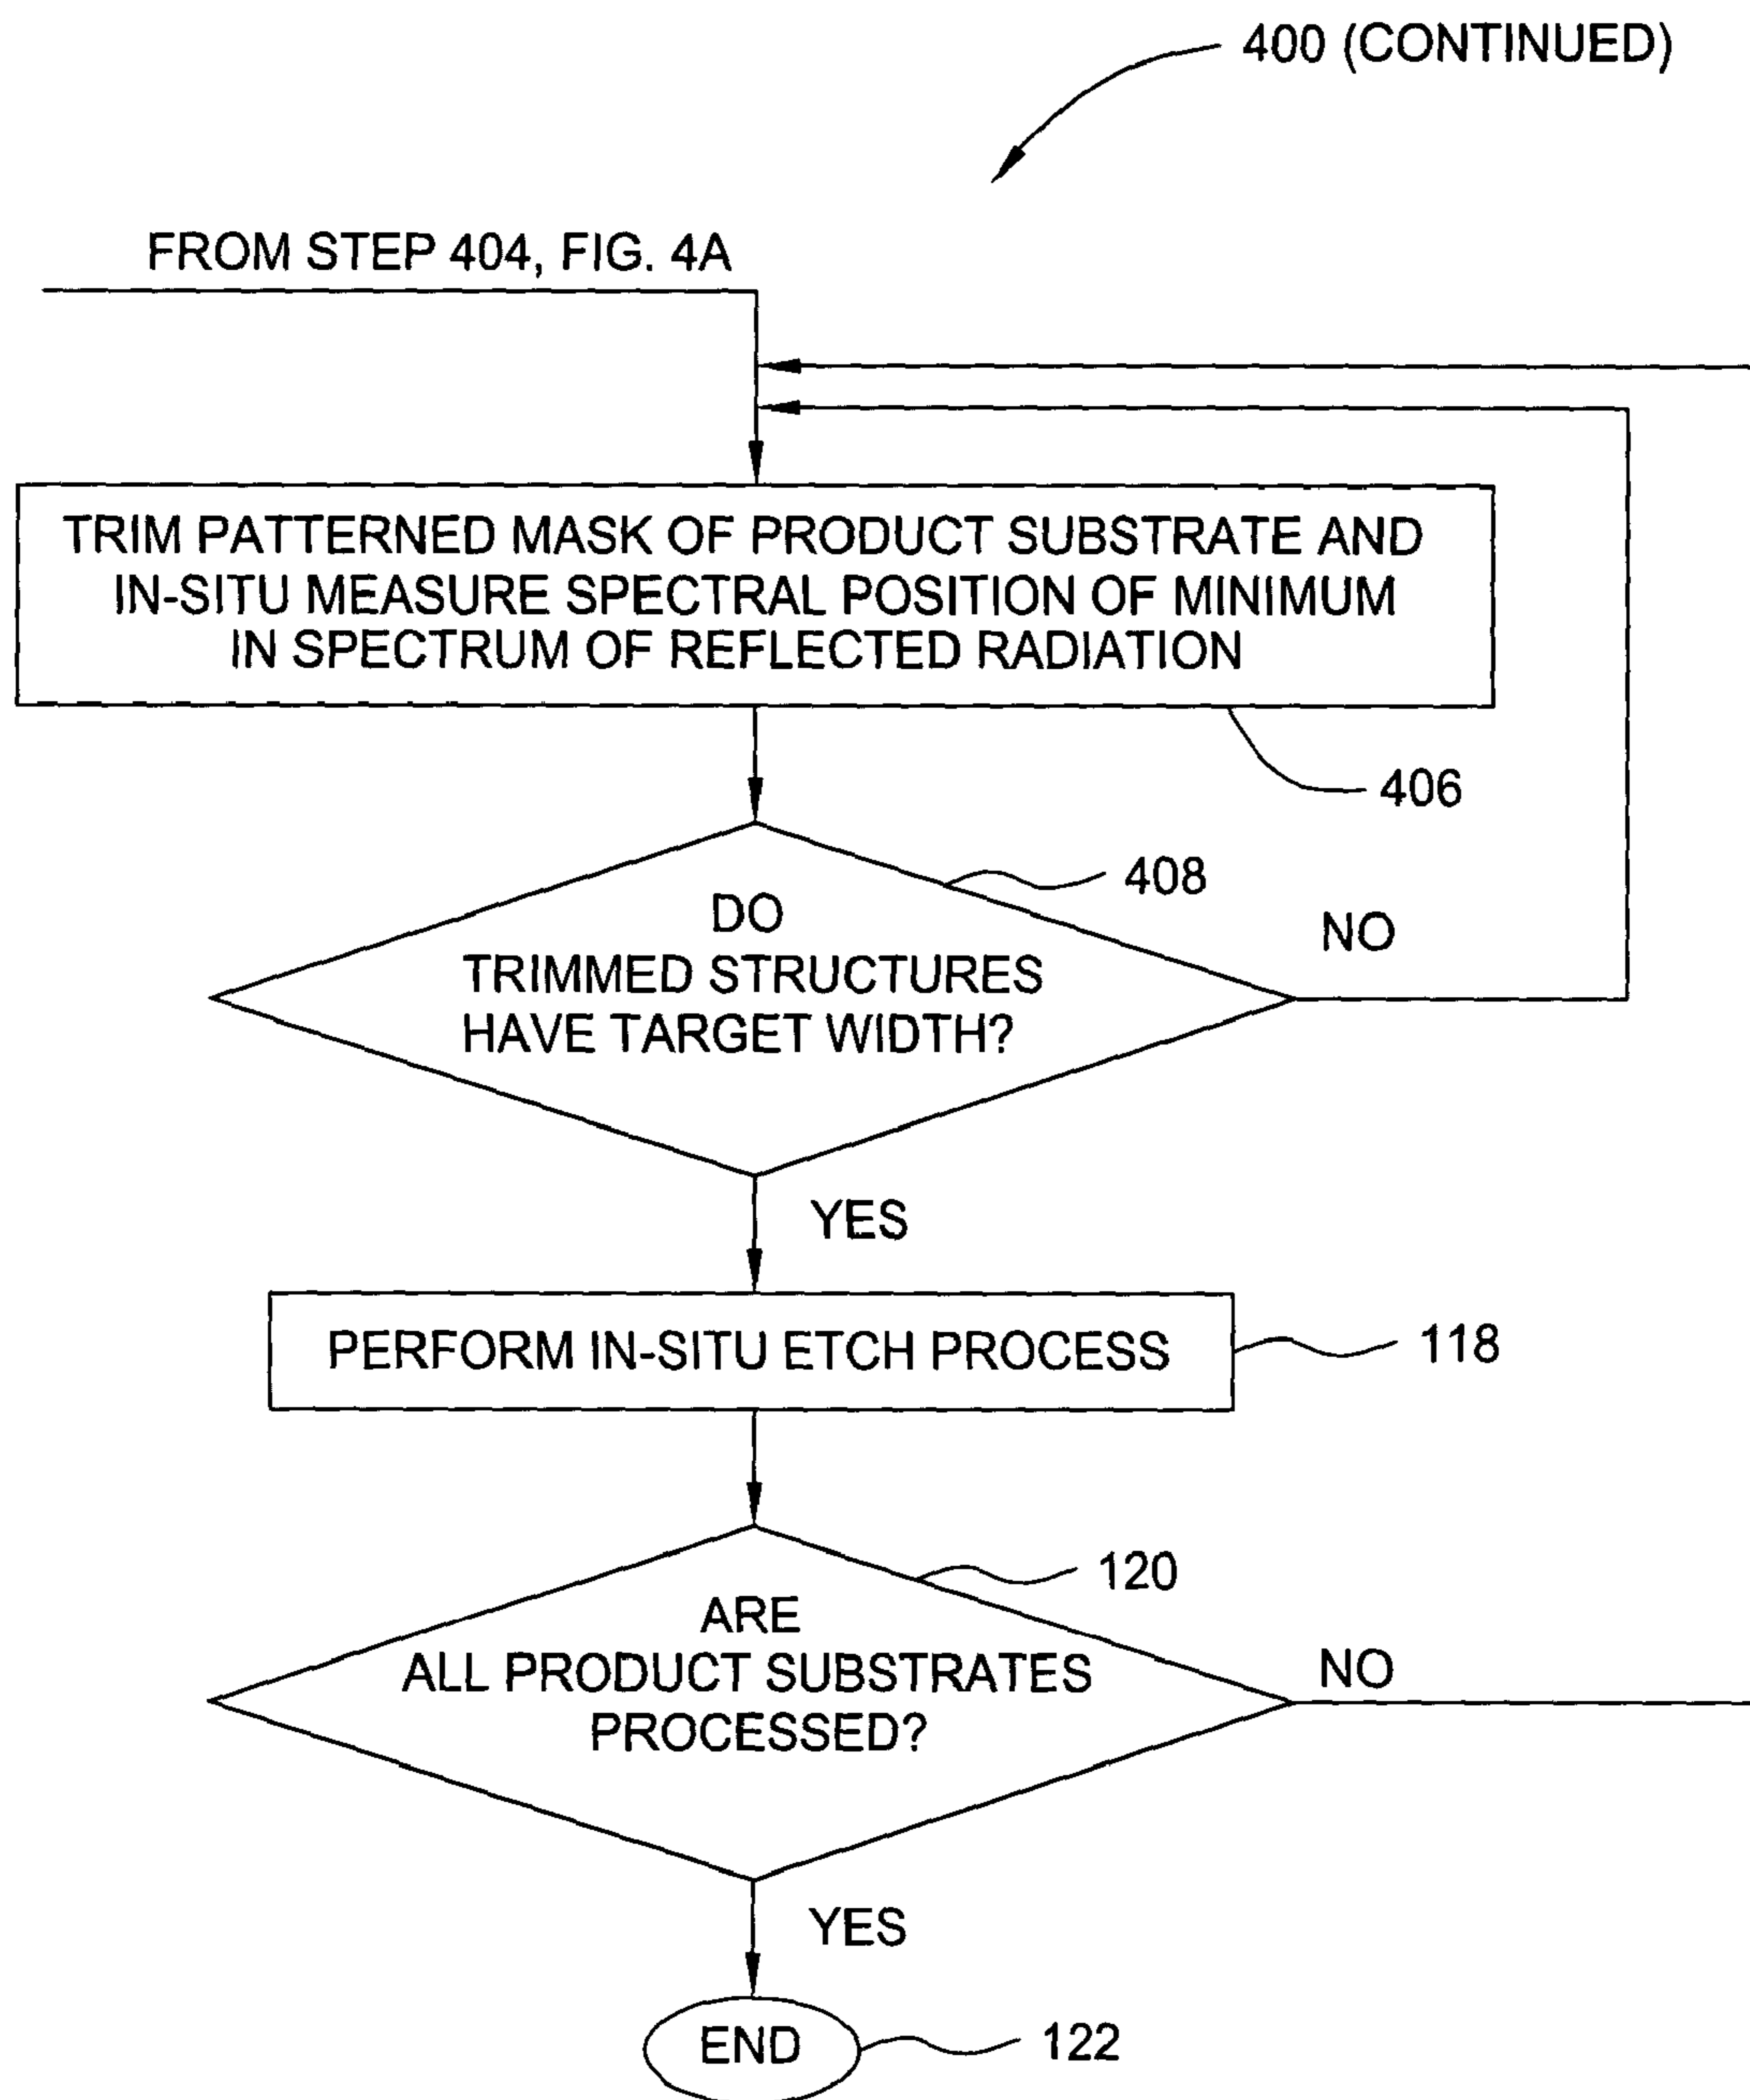 400 (CONTINUED)
FROM STEP 404, FIG. 4A
TRIM PATTERNED MASK OF PRODUCT SUBSTRATE AND
IN-SITU MEASURE SPECTRAL POSITION OF MINIMUM
IN SPECTRUM OF REFLECTED RADIATION
406
408
DO
TRIMMED STRUCTURES
HAVE TARGET WIDTH?
NO
YES
PERFORM IN-SITU ETCH PROCESS
118
120
ARE
ALL PRODUCT SUBSTRATES
PROCESSED?
NO
YES
END
122